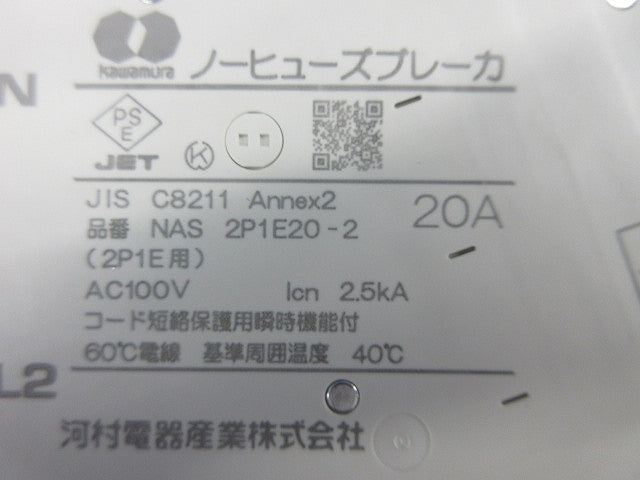 Kawamura ノーヒューズブレーカ
N
PS
E
JET
K
JIS C8211 Annex2
20A
品番 NAS 2P1E20-2
(2P1E用)
AC100V Icn 2.5kA
コード短絡保護用瞬時機能付
60℃電線 基準周囲温度 40℃
L2
河村電器産業株式会社